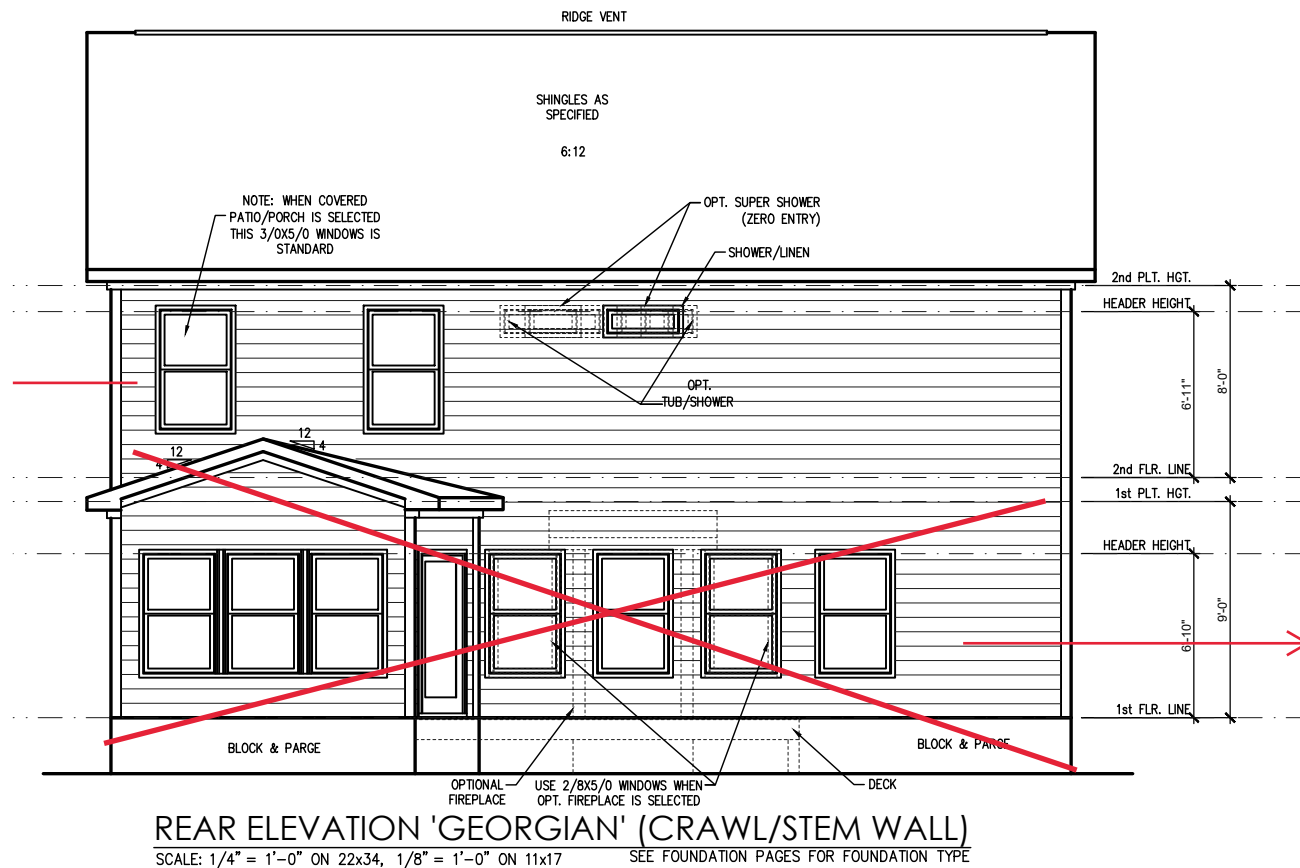 RIDGE VENT
SHINGLES AS
SPECIFIED
6:12
NOTE: WHEN COVERED
PATIO/PORCH IS SELECTED
THIS 3/0X5/0 WINDOWS IS
STANDARD
OPT. SUPER SHOWER
(ZERO ENTRY)
SHOWER/LINEN
2nd PLT. HGT.
HEADER HEIGHT
6'-11"
8'-0"
OPT.
TUB/SHOWER
12
4
12
4
2nd FLR. LINE
1st PLT. HGT.
HEADER HEIGHT
6'-10"
9'-0"
1st FLR. LINE
BLOCK & PARGE
BLOCK & PARGE
OPTIONAL
FIREPLACE
USE 2/8X5/0 WINDOWS WHEN
OPT. FIREPLACE IS SELECTED
DECK
REAR ELEVATION 'GEORGIAN' (CRAWL/STEM WALL)
SCALE: 1/4" = 1'-0" ON 22x34, 1/8" = 1'-0" ON 11x17
SEE FOUNDATION PAGES FOR FOUNDATION TYPE